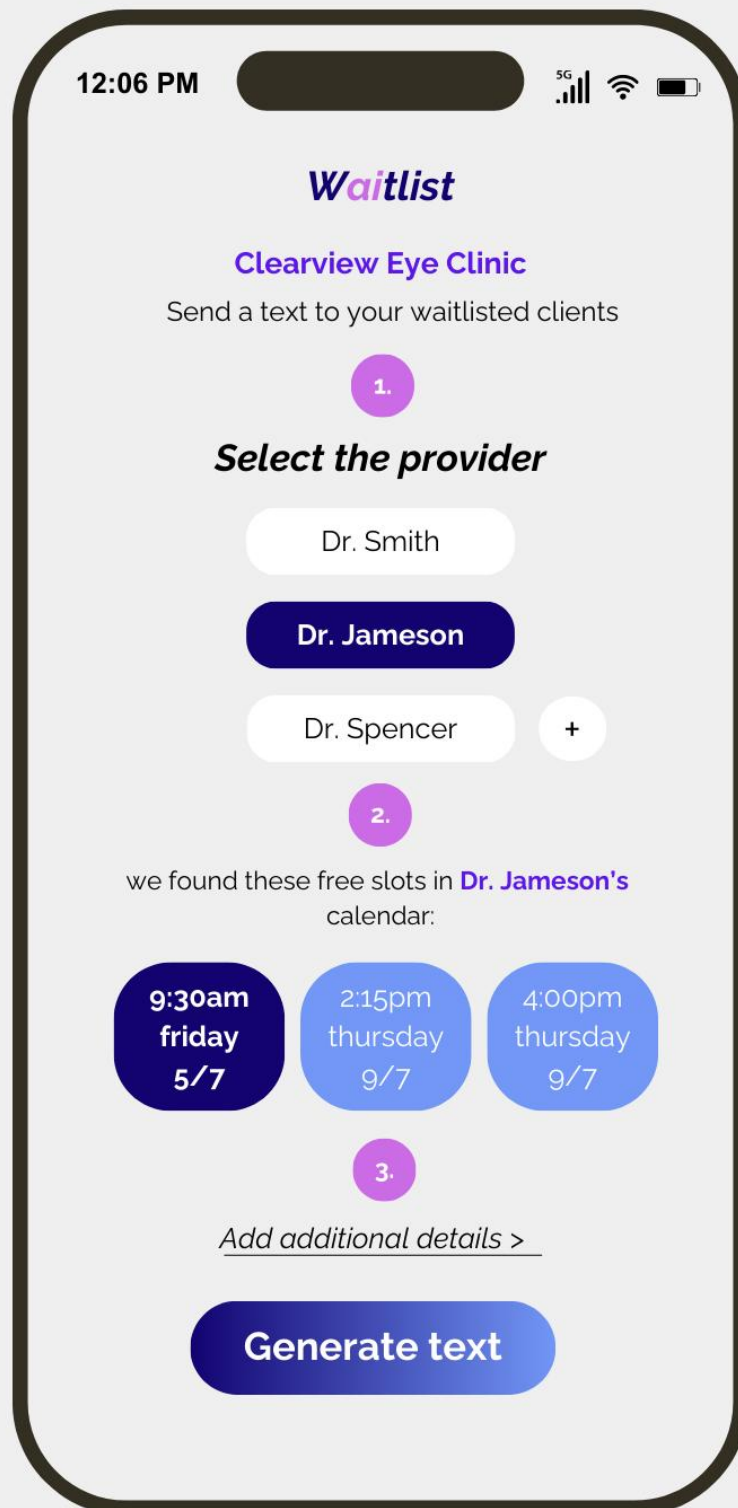 12:06 PM
5G
Waitlist
Clearview Eye Clinic
Send a text to your waitlisted clients
1.
Select the provider
Dr. Smith
Dr. Jameson
Dr. Spencer +
2.
we found these free slots in Dr. Jameson's
calendar:
9:30am
friday
5/7
2:15pm
thursday
9/7
4:00pm
thursday
9/7
3.
Add additional details >
Generate text